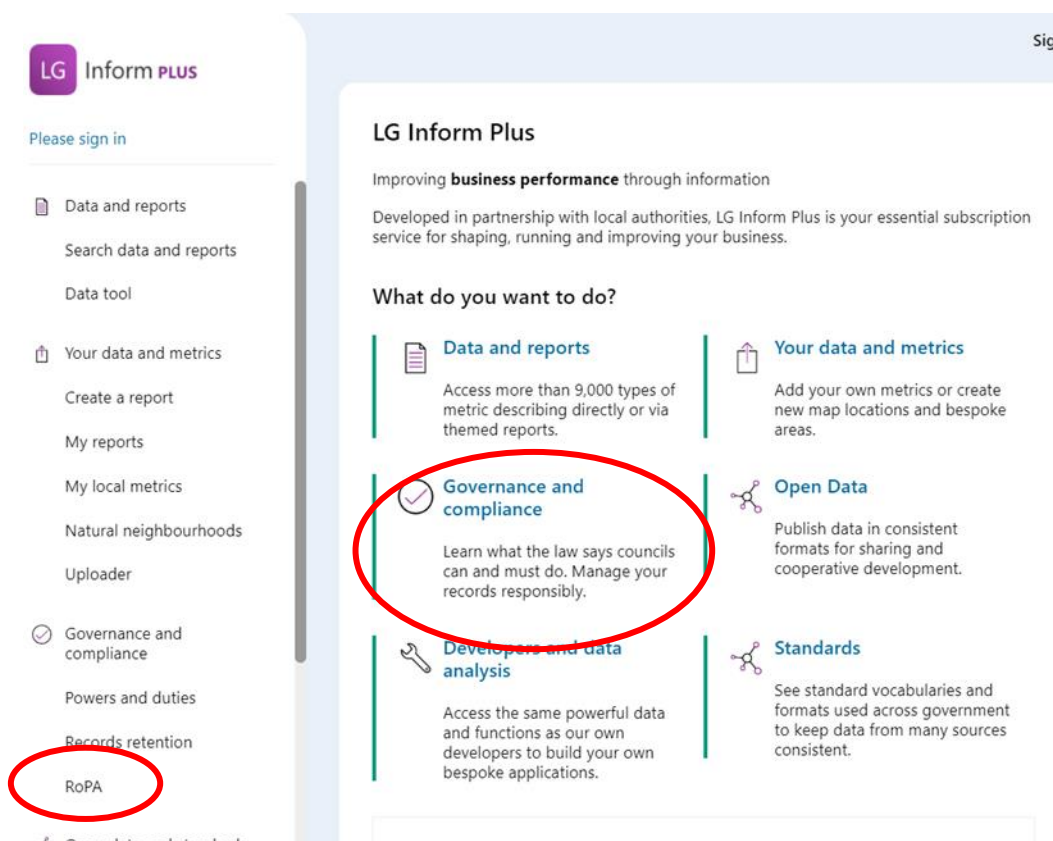 LG Inform PLUS
Please sign in
Data and reports
Search data and reports
Data tool
Your data and metrics
Create a report
My reports
My local metrics
Natural neighbourhoods
Uploader
Governance and
compliance
Powers and duties
Records retention
RoPA
LG Inform Plus
Improving business performance through information
Developed in partnership with local authorities, LG Inform Plus is your essential subscription
service for shaping, running and improving your business.
What do you want to do?
Data and reports
Access more than 9,000 types of
metric describing directly or via
themed reports.
Your data and metrics
Add your own metrics or create
new map locations and bespoke
areas.
Governance and
compliance
Learn what the law says councils
can and must do. Manage your
records responsibly.
Open Data
Publish data in consistent
formats for sharing and
cooperative development.
Developers and data
analysis
Access the same powerful data
and functions as our own
developers to build your own
bespoke applications.
Standards
See standard vocabularies and
formats used across government
to keep data from many sources
consistent.